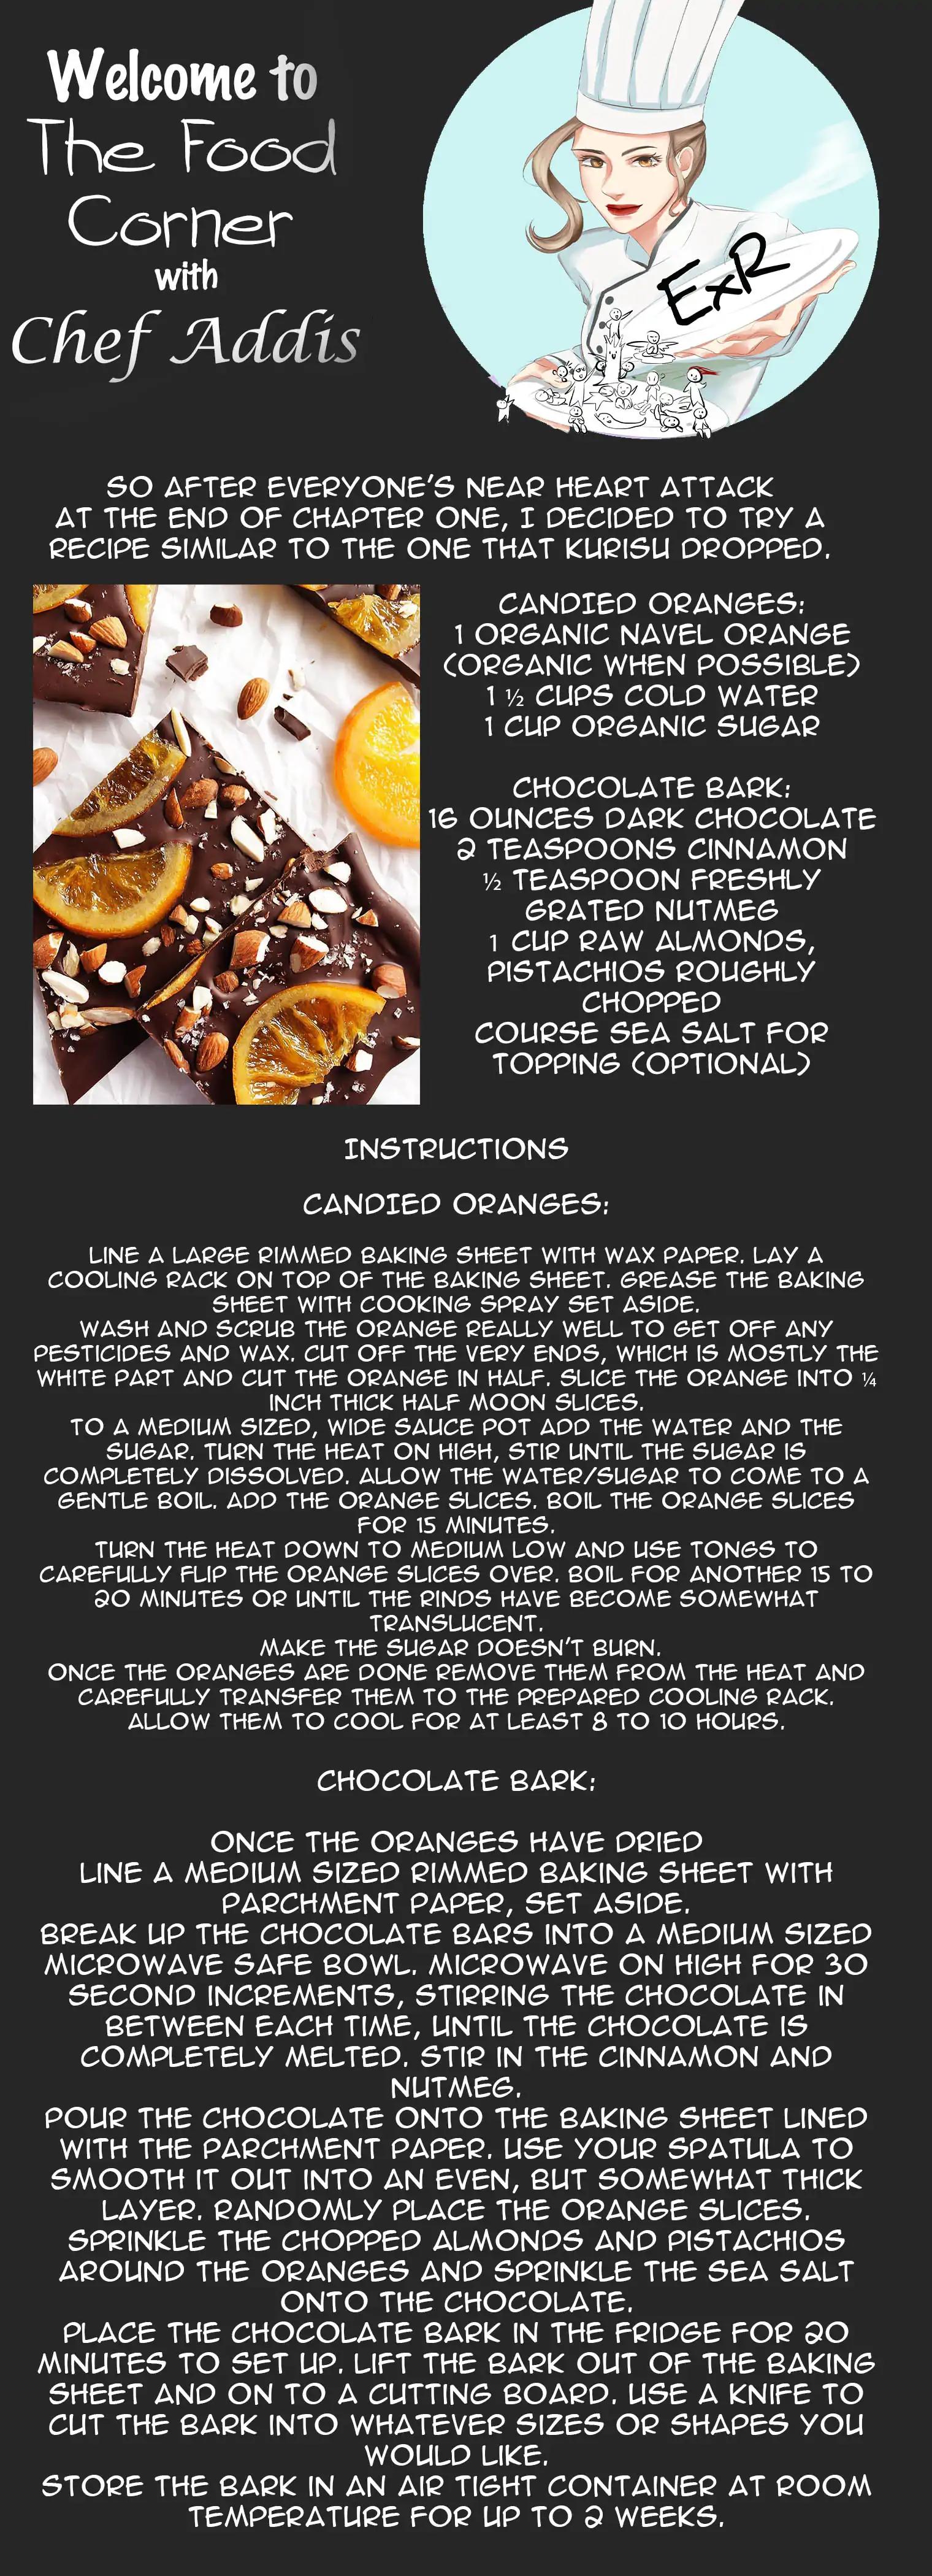 Welcome to
The Food
Corner
with
Chef Addis
ExR
SO AFTER EVERYONE'S NEAR HEART ATTACK
AT THE END OF CHAPTER ONE, I DECIDED TO TRY A
RECIPE SIMILAR TO THE ONE THAT KURISU DROPPED.
CANDIED ORANGES:
1 ORGANIC NAVEL ORANGE
(ORGANIC WHEN POSSIBLE)
1 ½ CUPS COLD WATER
1 CUP ORGANIC SUGAR
CHOCOLATE BARK:
16 OUNCES DARK CHOCOLATE
2 TEASPOONS CINNAMON
½ TEASPOON FRESHLY
GRATED NUTMEG
1 CUP RAW ALMONDS,
PISTACHIOS ROUGHLY
CHOPPED
COURSE SEA SALT FOR
TOPPING (OPTIONAL)
INSTRUCTIONS
CANDIED ORANGES:
LINE A LARGE RIMMED BAKING SHEET WITH WAX PAPER. LAY A
COOLING RACK ON TOP OF THE BAKING SHEET. GREASE THE BAKING
SHEET WITH COOKING SPRAY SET ASIDE.
WASH AND SCRUB THE ORANGE REALLY WELL TO GET OFF ANY
PESTICIDES AND WAX. CUT OFF THE VERY ENDS, WHICH IS MOSTLY THE
WHITE PART AND CUT THE ORANGE IN HALF. SLICE THE ORANGE INTO ¼
INCH THICK HALF MOON SLICES.
TO A MEDIUM SIZED, WIDE SAUCE POT ADD THE WATER AND THE
SUGAR. TURN THE HEAT ON HIGH, STIR UNTIL THE SUGAR IS
COMPLETELY DISSOLVED. ALLOW THE WATER/SUGAR TO COME TO A
GENTLE BOIL. ADD THE ORANGE SLICES. BOIL THE ORANGE SLICES
FOR 15 MINUTES.
TURN THE HEAT DOWN TO MEDIUM LOW AND USE TONGS TO
CAREFULLY FLIP THE ORANGE SLICES OVER. BOIL FOR ANOTHER 15 TO
20 MINUTES OR UNTIL THE RINDS HAVE BECOME SOMEWHAT
TRANSLUCENT.
MAKE THE SUGAR DOESN'T BURN.
ONCE THE ORANGES ARE DONE REMOVE THEM FROM THE HEAT AND
CAREFULLY TRANSFER THEM TO THE PREPARED COOLING RACK.
ALLOW THEM TO COOL FOR AT LEAST 8 TO 10 HOURS.
CHOCOLATE BARK:
ONCE THE ORANGES HAVE DRIED
LINE A MEDIUM SIZED RIMMED BAKING SHEET WITH
PARCHMENT PAPER, SET ASIDE.
BREAK UP THE CHOCOLATE BARS INTO A MEDIUM SIZED
MICROWAVE SAFE BOWL. MICROWAVE ON HIGH FOR 30
SECOND INCREMENTS, STIRRING THE CHOCOLATE IN
BETWEEN EACH TIME, UNTIL THE CHOCOLATE IS
COMPLETELY MELTED. STIR IN THE CINNAMON AND
NUTMEG.
POUR THE CHOCOLATE ONTO THE BAKING SHEET LINED
WITH THE PARCHMENT PAPER. USE YOUR SPATULA TO
SMOOTH IT OUT INTO AN EVEN, BUT SOMEWHAT THICK
LAYER. RANDOMLY PLACE THE ORANGE SLICES.
SPRINKLE THE CHOPPED ALMONDS AND PISTACHIOS
AROUND THE ORANGES AND SPRINKLE THE SEA SALT
ONTO THE CHOCOLATE.
PLACE THE CHOCOLATE BARK IN THE FRIDGE FOR 20
MINUTES TO SET UP. LIFT THE BARK OUT OF THE BAKING
SHEET AND ON TO A CUTTING BOARD. USE A KNIFE TO
CUT THE BARK INTO WHATEVER SIZES OR SHAPES YOU
WOULD LIKE.
STORE THE BARK IN AN AIR TIGHT CONTAINER AT ROOM
TEMPERATURE FOR UP TO 2 WEEKS.